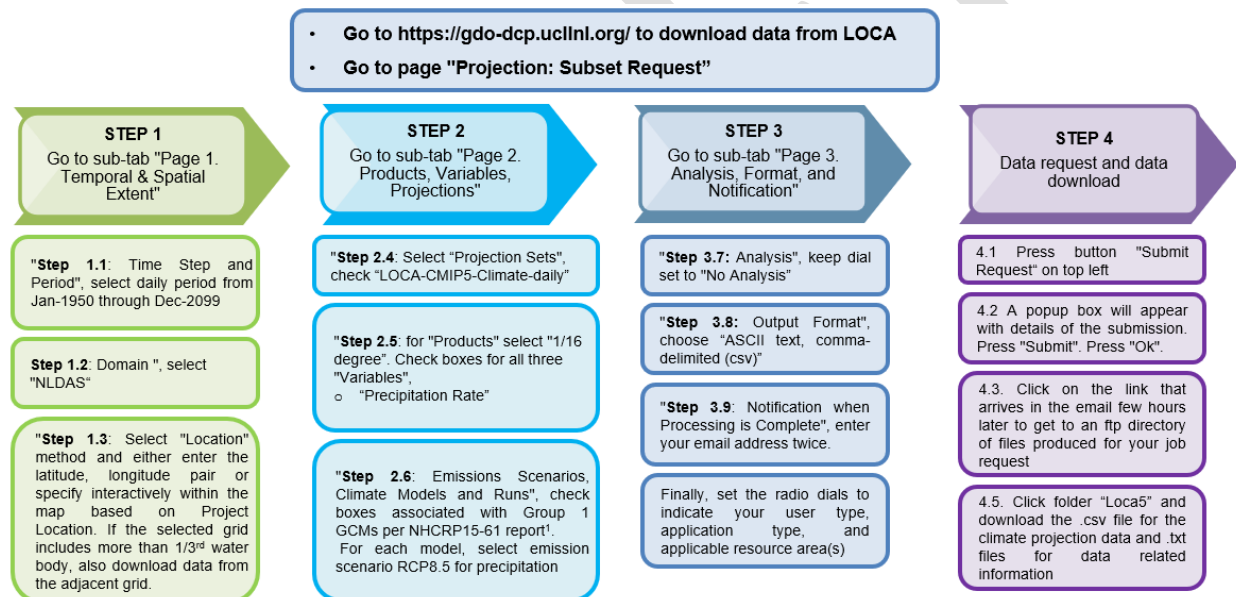 • Go to https://gdo-dcp.ucllnl.org/ to download data from LOCA
• Go to page "Projection: Subset Request”
STEP 1
Go to sub-tab "Page 1.
Temporal & Spatial
Extent"
"Step 1.1: Time Step and
Period", select daily period from
Jan-1950 through Dec-2099
Step 1.2: Domain ", select
"NLDAS“
"Step 1.3: Select "Location"
method and either enter the
latitude, longitude pair or
specify interactively within the
map based on Project
Location. If the selected grid
includes more than 1/3rd water
body, also download data from
the adjacent grid.
STEP 2
Go to sub-tab "Page 2.
Products, Variables,
Projections"
"Step 2.4: Select “Projection Sets",
check “LOCA-CMIP5-Climate-daily”
"Step 2.5: for "Products" select "1/16
degree”. Check boxes for all three
"Variables",
o “Precipitation Rate”
"Step 2.6: Emissions Scenarios,
Climate Models and Runs", check
boxes associated with Group 1
GCMs per NHCRP15-61 report¹.
For each model, select emission
scenario RCP8.5 for precipitation
STEP 3
Go to sub-tab "Page 3.
Analysis, Format, and
Notification"
"Step 3.7: Analysis", keep dial
set to "No Analysis”
"Step 3.8: Output Format",
choose “ASCII text, comma-
delimited (csv)”
"Step 3.9: Notification when
Processing is Complete", enter
your email address twice.
Finally, set the radio dials to
indicate your user type,
application type, and
applicable resource area(s)
STEP 4
Data request and data
download
4.1 Press button "Submit
Request“ on top left
4.2 A popup box will appear
with details of the submission.
Press "Submit". Press "Ok".
4.3. Click on the link that
arrives in the email few hours
later to get to an ftp directory
of files produced for your job
request
4.5. Click folder “Loca5” and
download the .csv file for the
climate projection data and .txt
files for data related
information